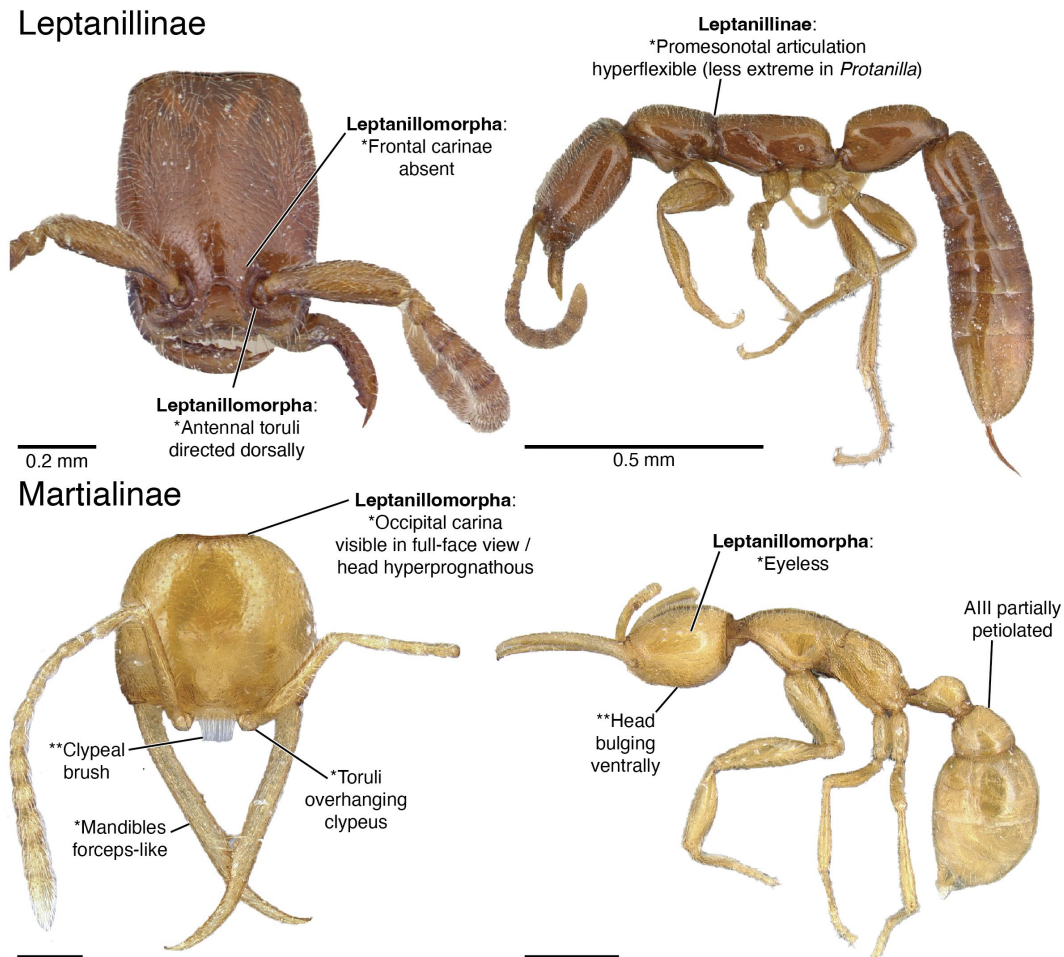 Leptanillinae
Leptanillomorpha:
*Frontal carinae
absent
Leptanillomorpha:
*Antennal toruli
directed dorsally
0.2 mm
Leptanillinae:
*Promesonotal articulation
hyperflexible (less extreme in Protanilla)
0.5 mm
Martialinae
Leptanillomorpha:
*Occipital carina
visible in full-face view /
head hyperprognathous
**Clypeal
brush
*Mandibles
forceps-like
*Toruli
overhanging
clypeus
Leptanillomorpha:
*Eyeless
AIII partially
petiolated
**Head
bulging
ventrally